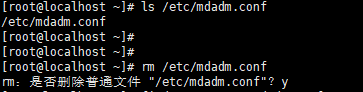 [root@localhost ~]# ls /etc/mdadm.conf
/etc/mdadm.conf
[root@localhost ~]#
[root@localhost ~]#
[root@localhost ~]# rm /etc/mdadm.conf
rm：是否删除普通文件 "/etc/mdadm.conf"？y